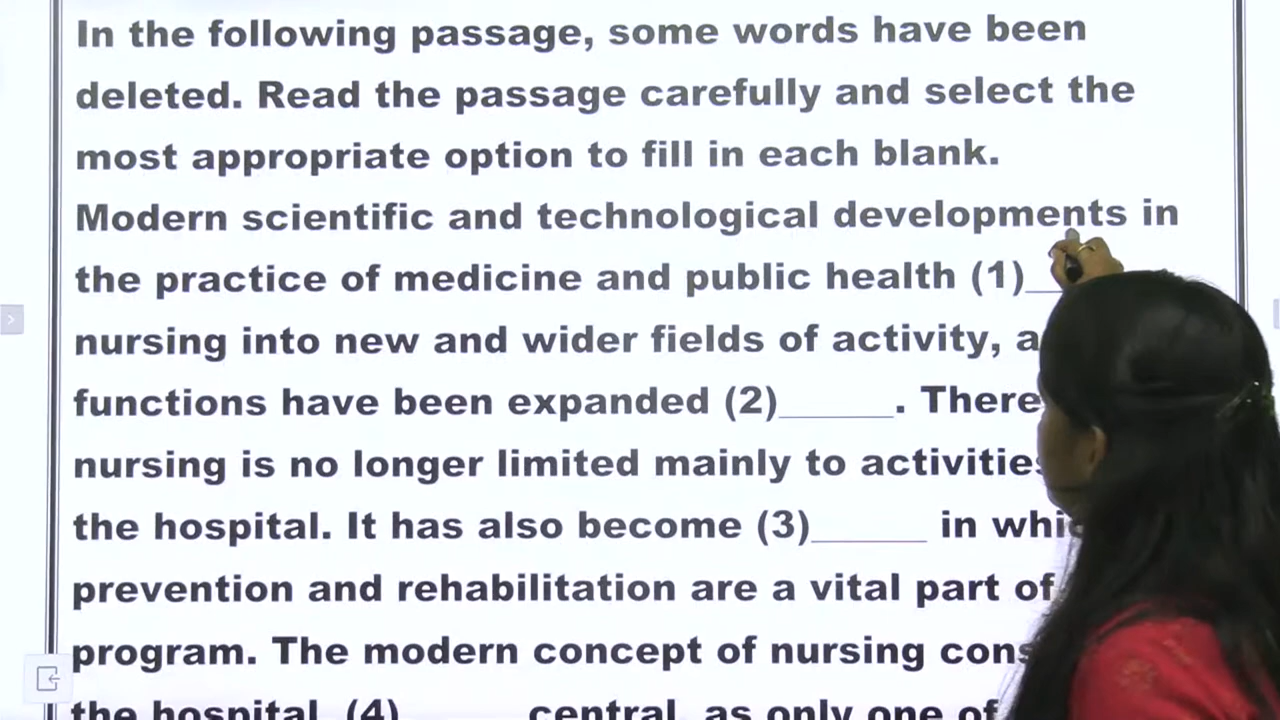 In the following passage, some words have been
deleted. Read the passage carefully and select the
most appropriate option to fill in each blank.
Modern scientific and technological developments in
the practice of medicine and public health (1)__
nursing into new and wider fields of activity,
functions have been expanded (2)______. There
nursing is no longer limited mainly to
the hospital. It has also become (3)______ in
prevention and rehabilitation are a vital part of
program. The modern concept of nursing
the hospital (4) central, as only one of